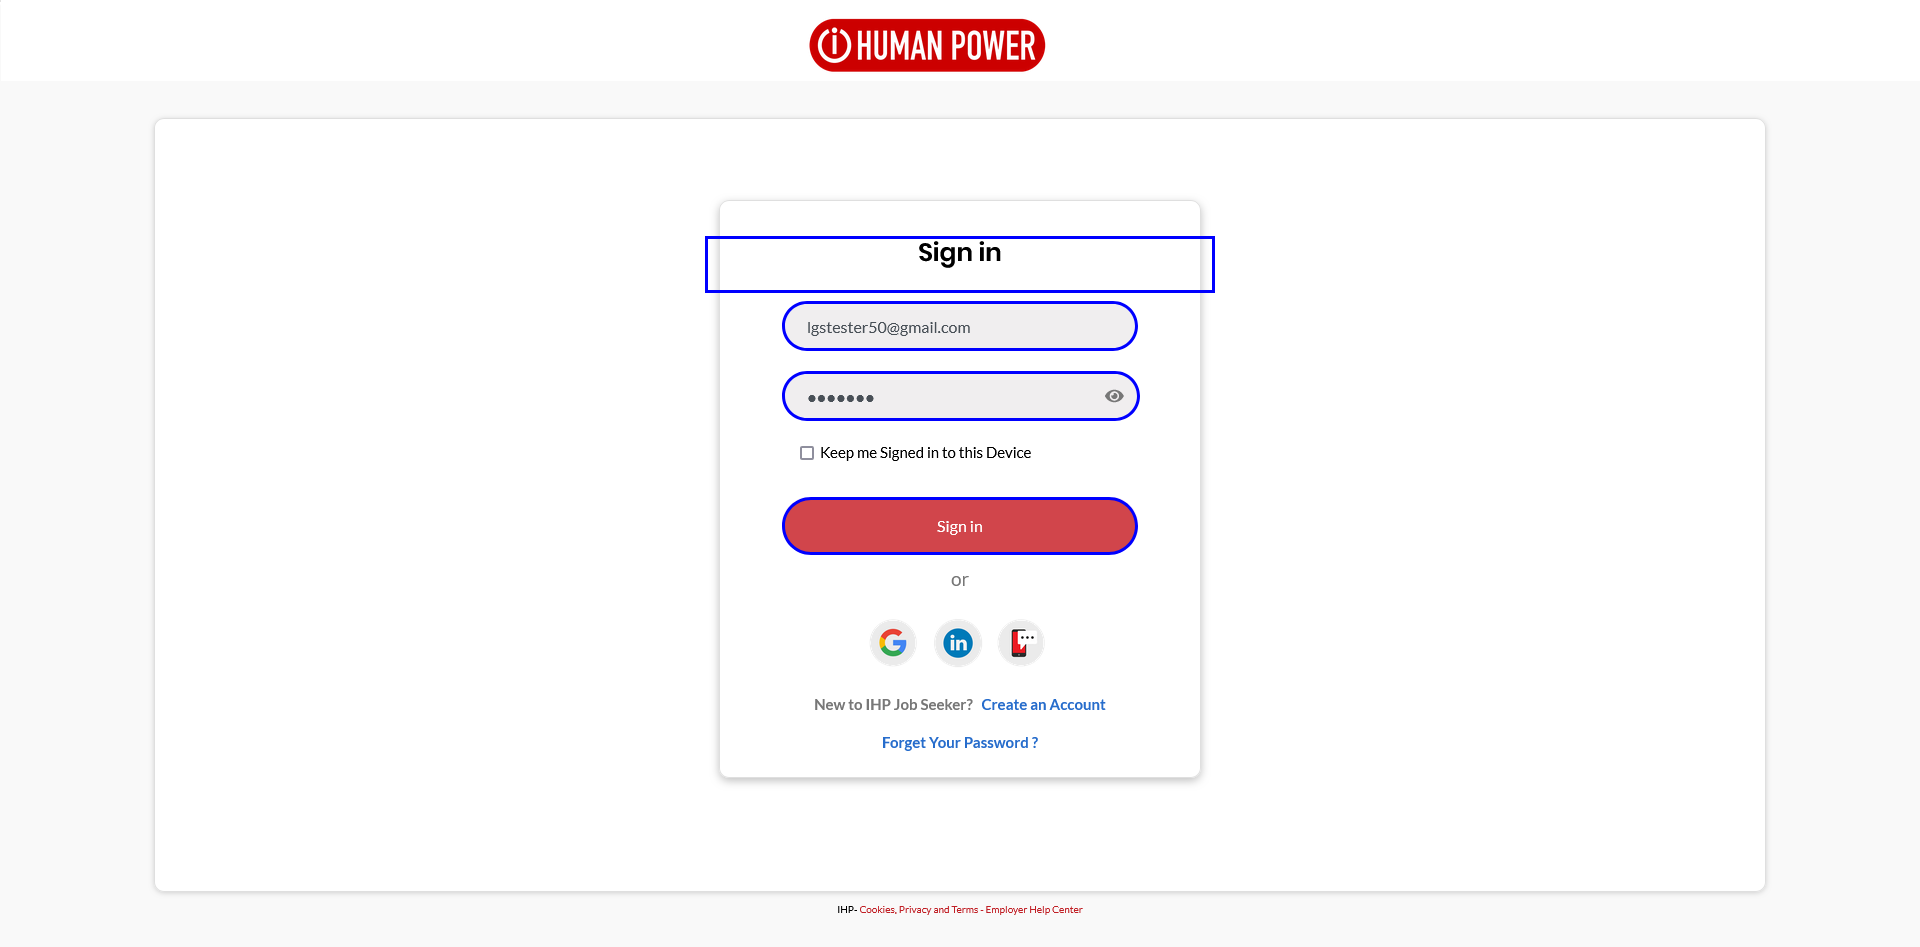 HUMAN POWER
Sign in
lgstester50@gmail.com
•••••••
Keep me Signed in to this Device
Sign in
or
New to IHP Job Seeker? Create an Account
Forget Your Password ?
IHP- Cookies, Privacy and Terms - Employer Help Center